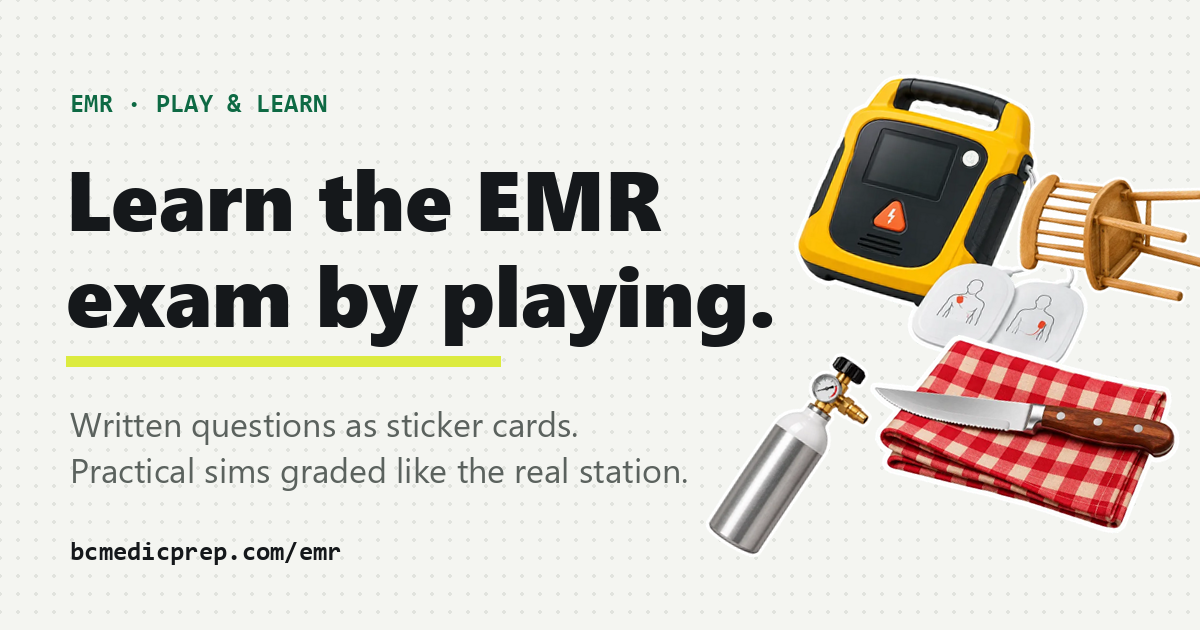 EMR · PLAY & LEARN
Learn the EMR
exam by playing.
Written questions as sticker cards.
Practical sims graded like the real station.
bcmedicprep.com/emr